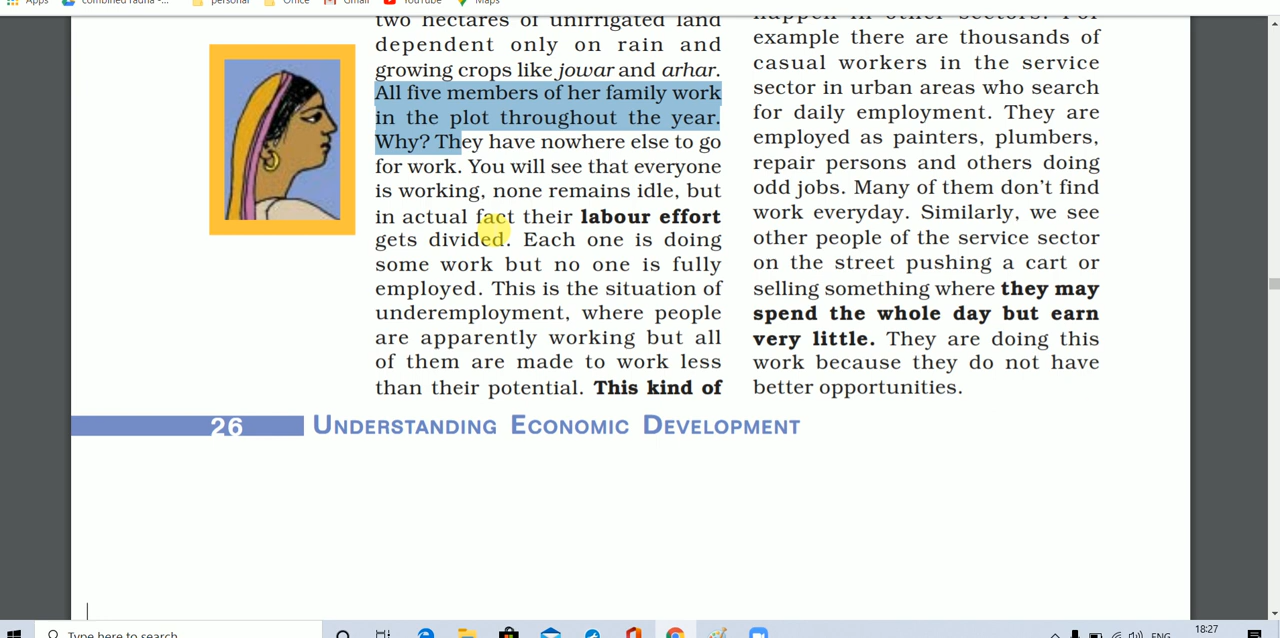 Apps
combined radha -...
personal
Office
Gmail
YouTube
Maps
two hectares of unirrigated land
dependent only on rain and
growing crops like jowar and arhar.
All five members of her family work
in the plot throughout the year.
Why? They have nowhere else to go
for work. You will see that everyone
is working, none remains idle, but
in actual fact their labour effort
gets divided. Each one is doing
some work but no one is fully
employed. This is the situation of
underemployment, where people
are apparently working but all
of them are made to work less
than their potential. This kind of
happen in other sectors. For
example there are thousands of
casual workers in the service
sector in urban areas who search
for daily employment. They are
employed as painters, plumbers,
repair persons and others doing
odd jobs. Many of them don't find
work everyday. Similarly, we see
other people of the service sector
on the street pushing a cart or
selling something where they may
spend the whole day but earn
very little. They are doing this
work because they do not have
better opportunities.
26 UNDERSTANDING ECONOMIC DEVELOPMENT
Type here to search
ENG
18:27